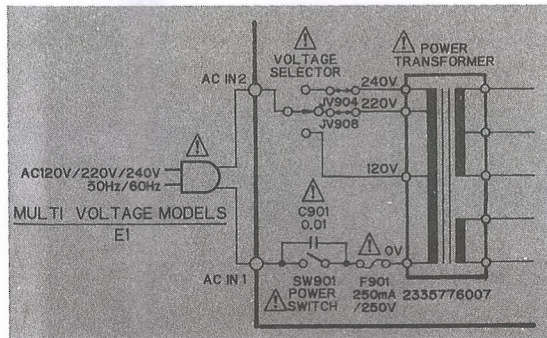 VOLTAGE
SELECTOR
POWER
TRANSFORMER
AC IN2
240V
JV904
220V
JV908
AC120V/220V/240V
50Hz/60Hz
120V
MULTI VOLTAGE MODELS
E1
C901
0.01
0V
AC IN1
SW901
POWER
SWITCH
F901
250mA
/250V
2335776007